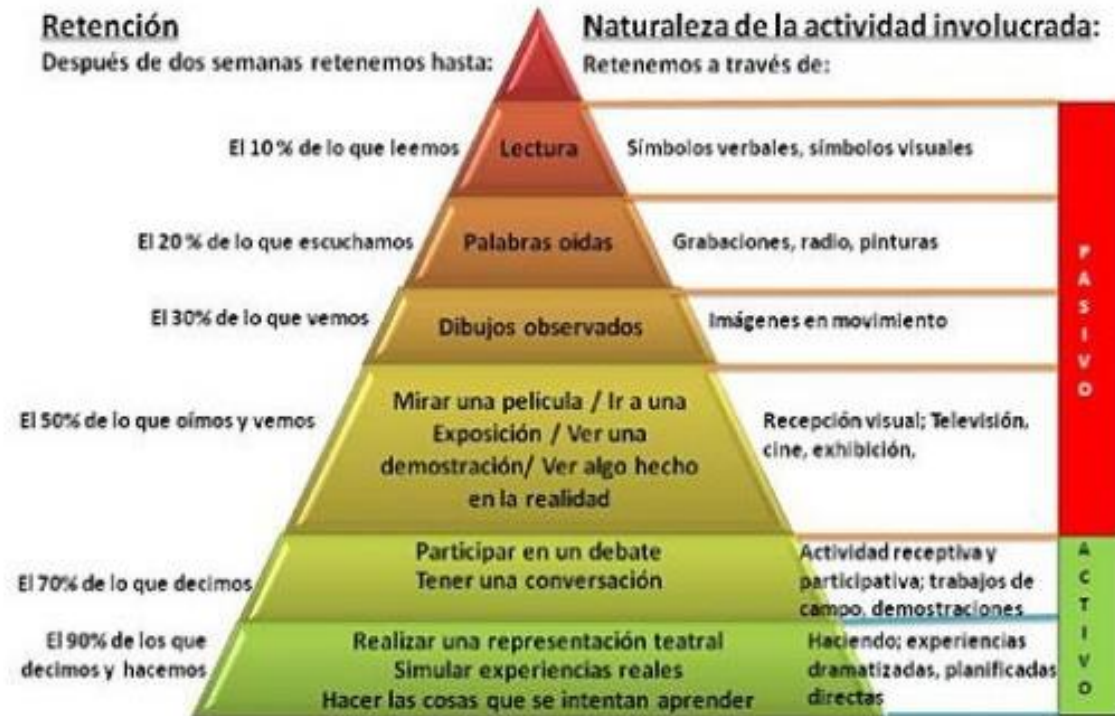 Retención
Después de dos semanas retenemos hasta:
Naturaleza de la actividad involucrada:
Retenemos a través de:
El 10 % de lo que leemos
Lectura
Símbolos verbales, símbolos visuales
El 20 % de lo que escuchamos
Palabras oídas
Grabaciones, radio, pinturas
El 30% de lo que vemos
Dibujos observados
Imágenes en movimiento
El 50% de lo que oímos y vemos
Mirar una película / Ir a una
Exposición / Ver una
demostración/ Ver algo hecho
en la realidad
Recepción visual; Televisión,
cine, exhibición,
PASIVO
El 70% de lo que decimos
Participar en un debate
Tener una conversación
Actividad receptiva y
participativa; trabajos de
campo, demostraciones
El 90% de los que
decimos y hacemos
Realizar una representación teatral
Simular experiencias reales
Hacer las cosas que se intentan aprender
Haciendo; experiencias
dramatizadas, planificadas
directas
ACTIVO